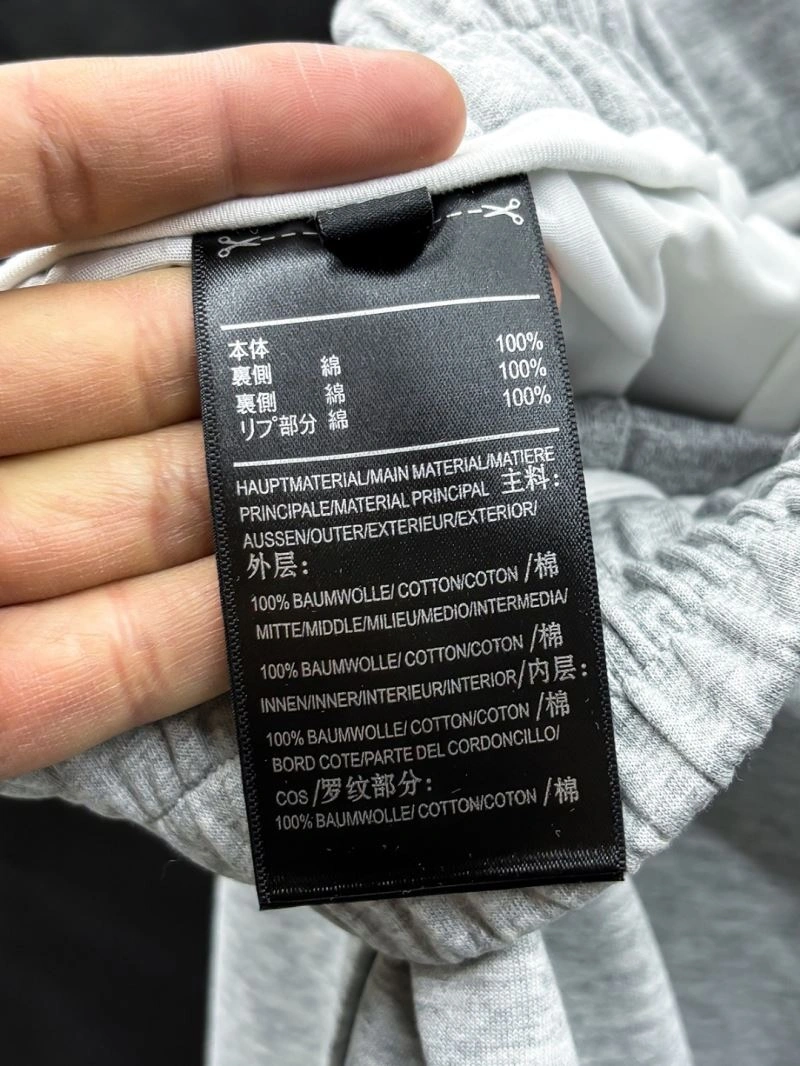 本体 100%
裏側 綿 100%
裏側 綿 100%
リブ部分 綿
HAUPTMATERIAL/MAIN MATERIAL/MATIERE
PRINCIPALE/MATERIAL PRINCIPAL 主料:
AUSSEN/OUTER/EXTERIEUR/EXTERIOR/
外层:
100% BAUMWOLLE/ COTTON/COTON /棉
MITTE/MIDDLE/MILIEU/MEDIO/INTERMEDIA/
100% BAUMWOLLE/ COTTON/COTON /棉
INNEN/INNER/INTERIEUR/INTERIOR/内层:
100% BAUMWOLLE/ COTTON/COTON /棉
BORD COTE/PARTE DEL CORDONCILLO/
COS /罗纹部分:
100% BAUMWOLLE/ COTTON/COTON /棉